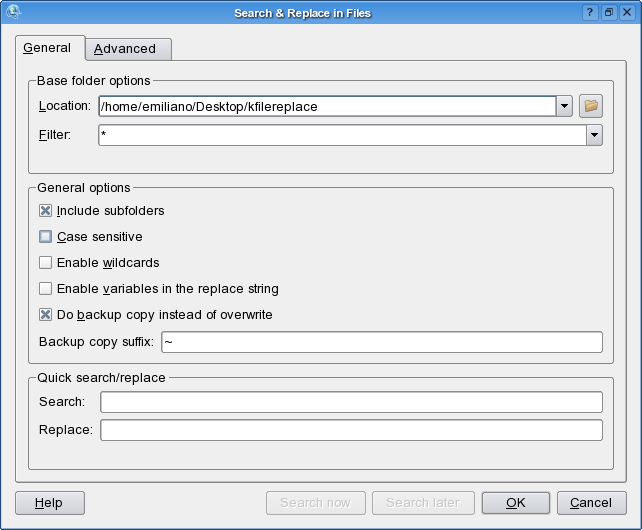 Search & Replace in Files
General Advanced
Base folder options
Location: /home/emiliano/Desktop/kfilereplace
Filter: *
General options
Include subfolders
Case sensitive
Enable wildcards
Enable variables in the replace string
Do backup copy instead of overwrite
Backup copy suffix: ~
Quick search/replace
Search:
Replace:
Help Search now Search later OK Cancel